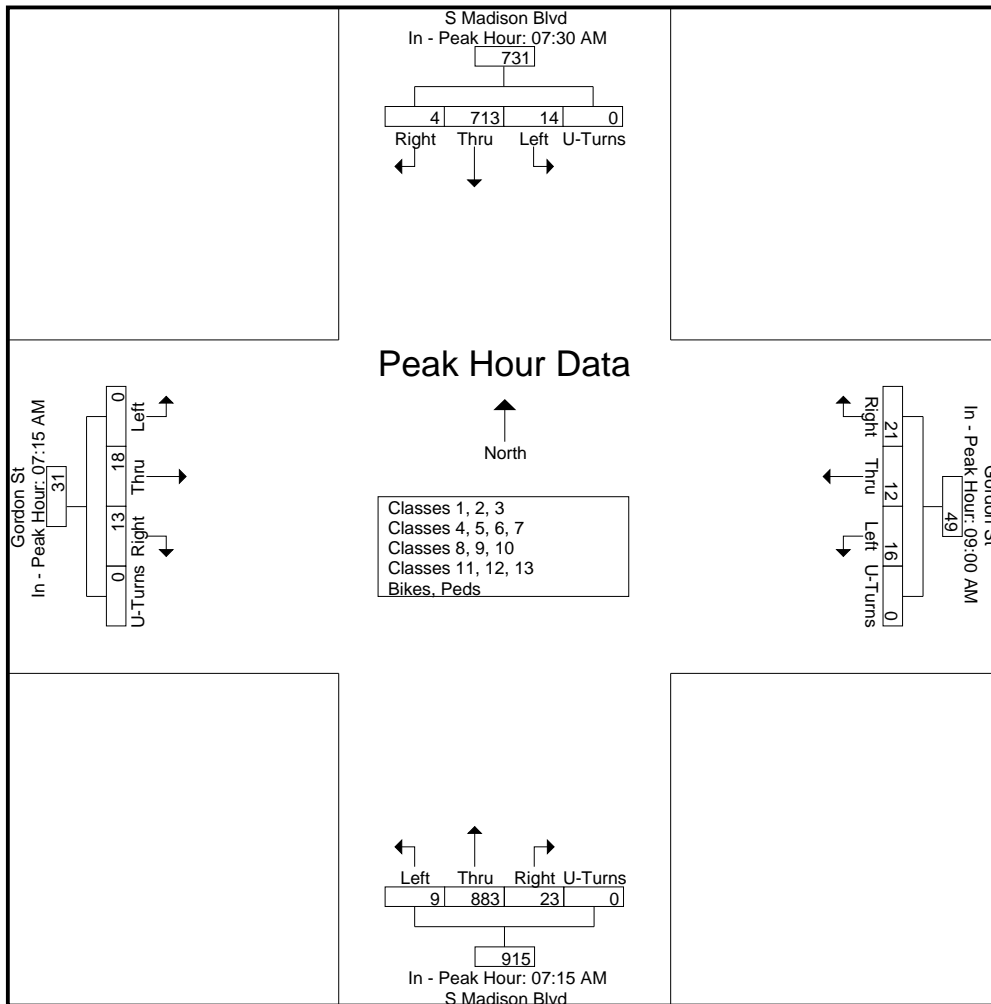 S Madison Blvd
In - Peak Hour: 07:30 AM
731
4 713 14 0
Right Thru Left U-Turns
Peak Hour Data
North
Classes 1, 2, 3
Classes 4, 5, 6, 7
Classes 8, 9, 10
Classes 11, 12, 13
Bikes, Peds
Gordon St
In - Peak Hour: 07:15 AM
31
0 18 13 0
Left Thru Right U-Turns
Gordon St
In - Peak Hour: 09:00 AM
49
21 12 16 0
Right Thru Left U-Turns
Left Thru Right U-Turns
9 883 23 0
915
In - Peak Hour: 07:15 AM
S Madison Blvd